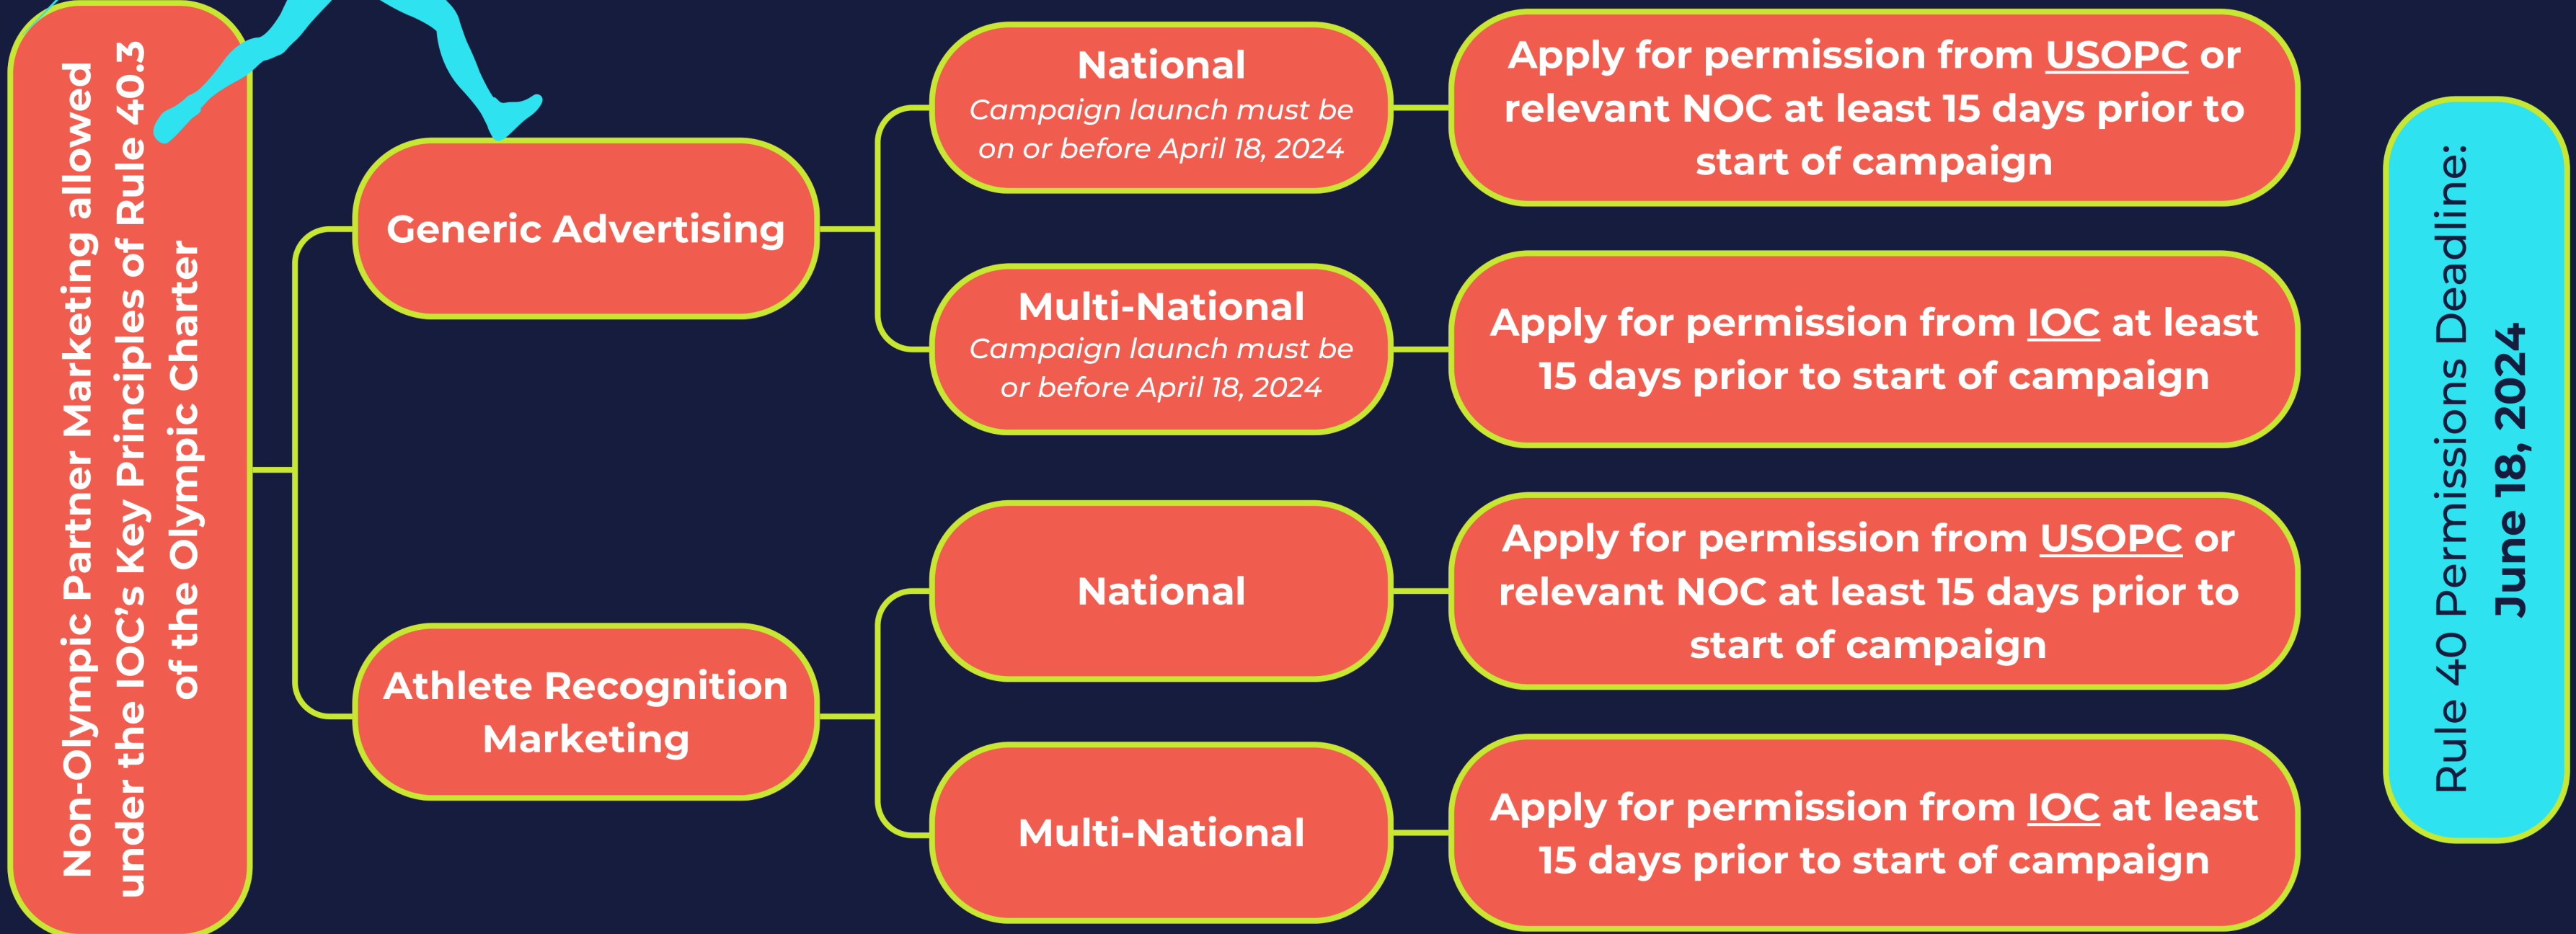 Non-Olympic Partner Marketing allowed
under the IOC's Key Principles of Rule 40.3
of the Olympic Charter
Generic Advertising
National
Campaign launch must be
on or before April 18, 2024
Apply for permission from USOPC or
relevant NOC at least 15 days prior to
start of campaign
Multi-National
Campaign launch must be
or before April 18, 2024
Apply for permission from IOC at least
15 days prior to start of campaign
Athlete Recognition
Marketing
National
Apply for permission from USOPC or
relevant NOC at least 15 days prior to
start of campaign
Multi-National
Apply for permission from IOC at least
15 days prior to start of campaign
Rule 40 Permissions Deadline:
June 18, 2024